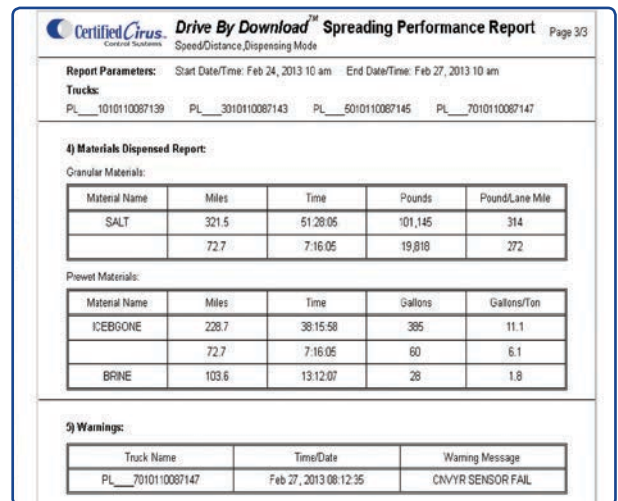 Certified Cirus Control Systems Drive By Download™ Spreading Performance Report Page 3/3
Speed/Distance,Dispensing Mode
Report Parameters: Start Date/Time: Feb 24, 2013 10 am End Date/Time: Feb 27, 2013 10 am
Trucks:
PL___1010110087139 PL___3010110087143 PL___5010110087145 PL___7010110087147
4) Materials Dispensed Report:
Granular Materials:
Material Name Miles Time Pounds Pound/Lane Mile
SALT 321.5 51:28:05 101,145 314
72.7 7:16:05 19,818 272
Prewet Materials:
Material Name Miles Time Gallons Gallons/Ton
ICEBGONE 228.7 38:15:58 385 11.1
72.7 7:16:05 60 6.1
BRINE 103.6 13:12:07 28 1.8
5) Warnings:
Truck Name Time/Date Warning Message
PL___7010110087147 Feb 27, 2013 08:12:35 CNVYR SENSOR FAIL